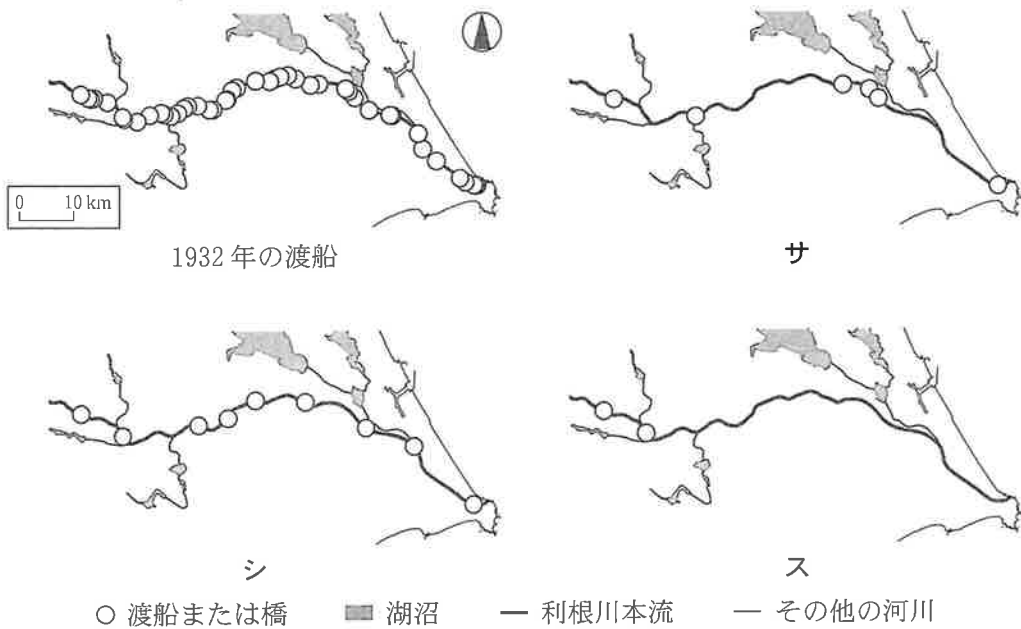 0 10 km
1932 年の渡船
サ
シ
ス
○ 渡船または橋 湖沼 利根川本流 その他の河川